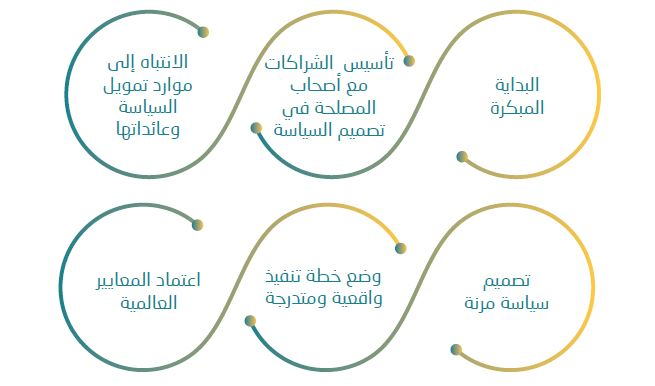 البداية
المبكرة
تأسيس الشراكات
مع أصحاب
المصلحة في
تصميم السياسة
الانتباه إلى
موارد تمويل
السياسة
وعائداتها
تصميم
سياسة مرنة
وضع خطة تنفيذ
واقعية ومتدرجة
اعتماد المعايير
العالمية